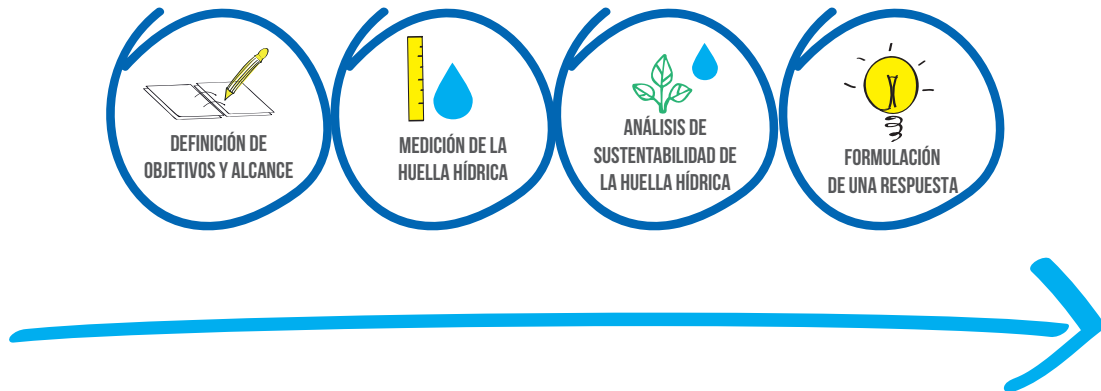 DEFINICIÓN DE
OBJETIVOS Y ALCANCE
MEDICIÓN DE LA
HUELLA HÍDRICA
ANÁLISIS DE
SUSTENTABILIDAD DE
LA HUELLA HÍDRICA
FORMULACIÓN
DE UNA RESPUESTA